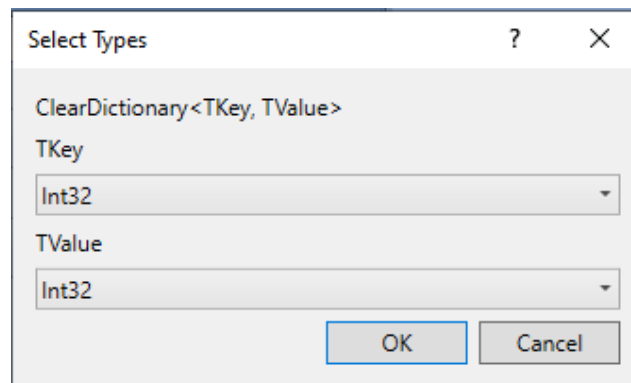 Select Types
?
ClearDictionary<TKey, TValue>
TKey
Int32
TValue
Int32
OK Cancel